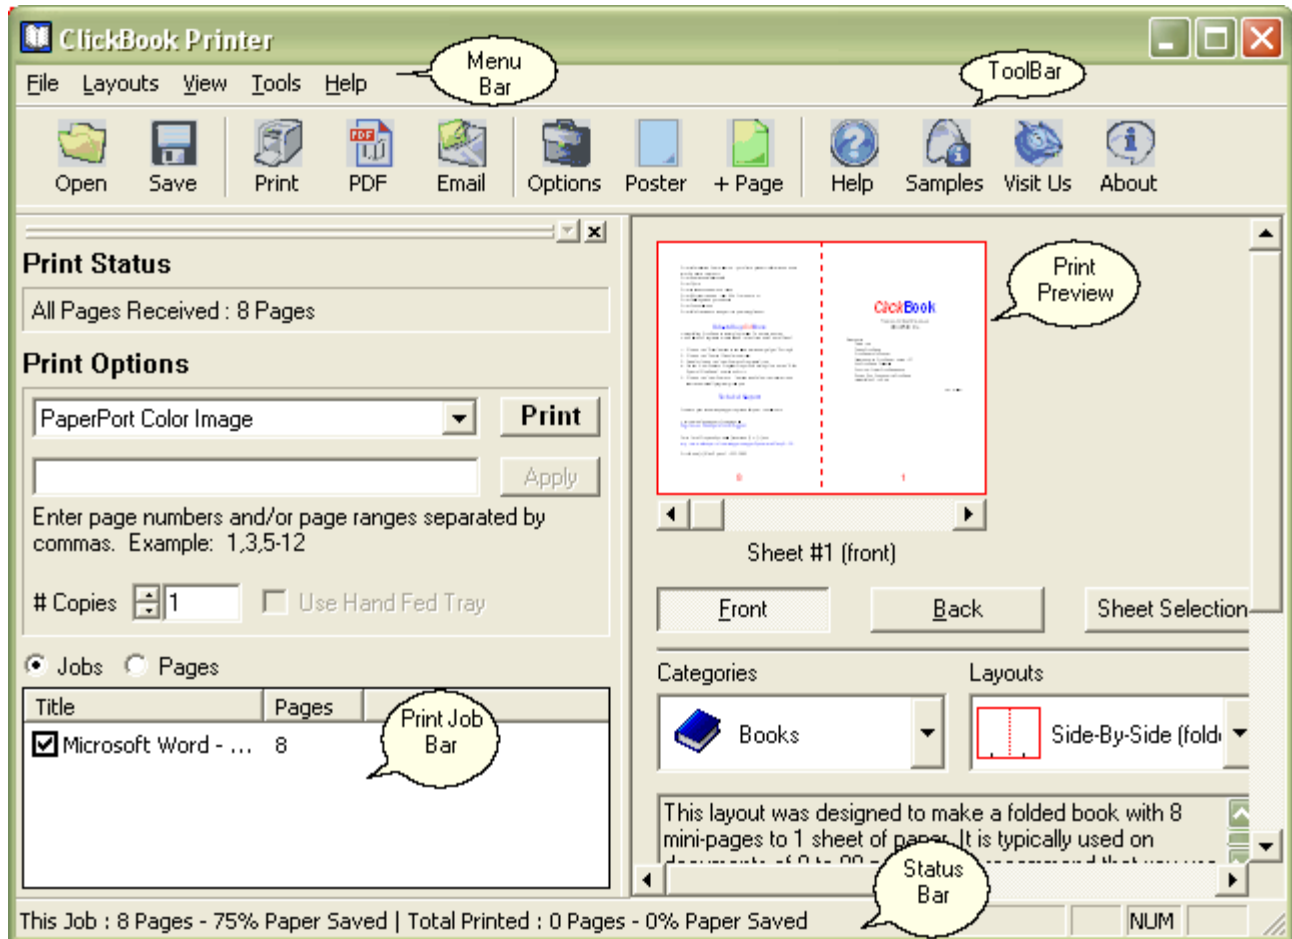 ClickBook Printer
File Layouts View Tools Help
Menu
Bar
ToolBar
Open Save Print PDF Email Options Poster + Page Help Samples Visit Us About
Print Status
All Pages Received : 8 Pages
Print Options
PaperPort Color Image
Print
Apply
Enter page numbers and/or page ranges separated by
commas. Example: 1,3,5-12
# Copies 1 Use Hand Fed Tray
Jobs Pages
Title Pages
Microsoft Word - ... 8
Print Job
Bar
ClickBook
1
Print
Preview
Sheet #1 (front)
Front Back Sheet Selection
Categories Layouts
Books Side-By-Side (fold
This layout was designed to make a folded book with 8
mini-pages to 1 sheet of paper. It is typically used on
Status
Bar
This Job : 8 Pages - 75% Paper Saved | Total Printed : 0 Pages - 0% Paper Saved
NUM